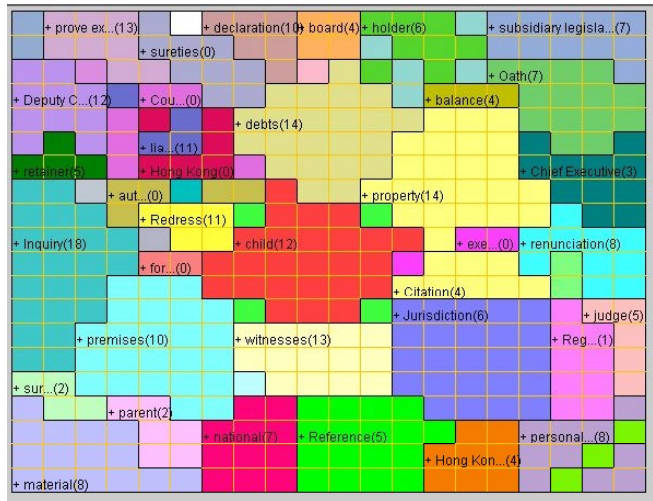 + prove ex...(13) + declaration(10) + board(4) + holder(6) + subsidiary legisla...(7)
+ sureties(0)
+ Oath(7)
+ Deputy C...(12) + Cou...(0) + balance(4)
+ debts(14)
+ lia...(11)
+ retainer(5) + Hong Kong(0) + Chief Executive(3)
+ aut...(0) + property(14)
+ Redress(11)
+ Inquiry(18) + child(12) + exe...(0) + renunciation(8)
+ for...(0)
+ Citation(4)
+ Jurisdiction(6) + judge(5)
+ premises(10) + witnesses(13) + Reg...(1)
+ sur...(2)
+ parent(2)
+ national(7) + Reference(5) + personal...(8)
+ Hong Kon...(4)
+ material(8)